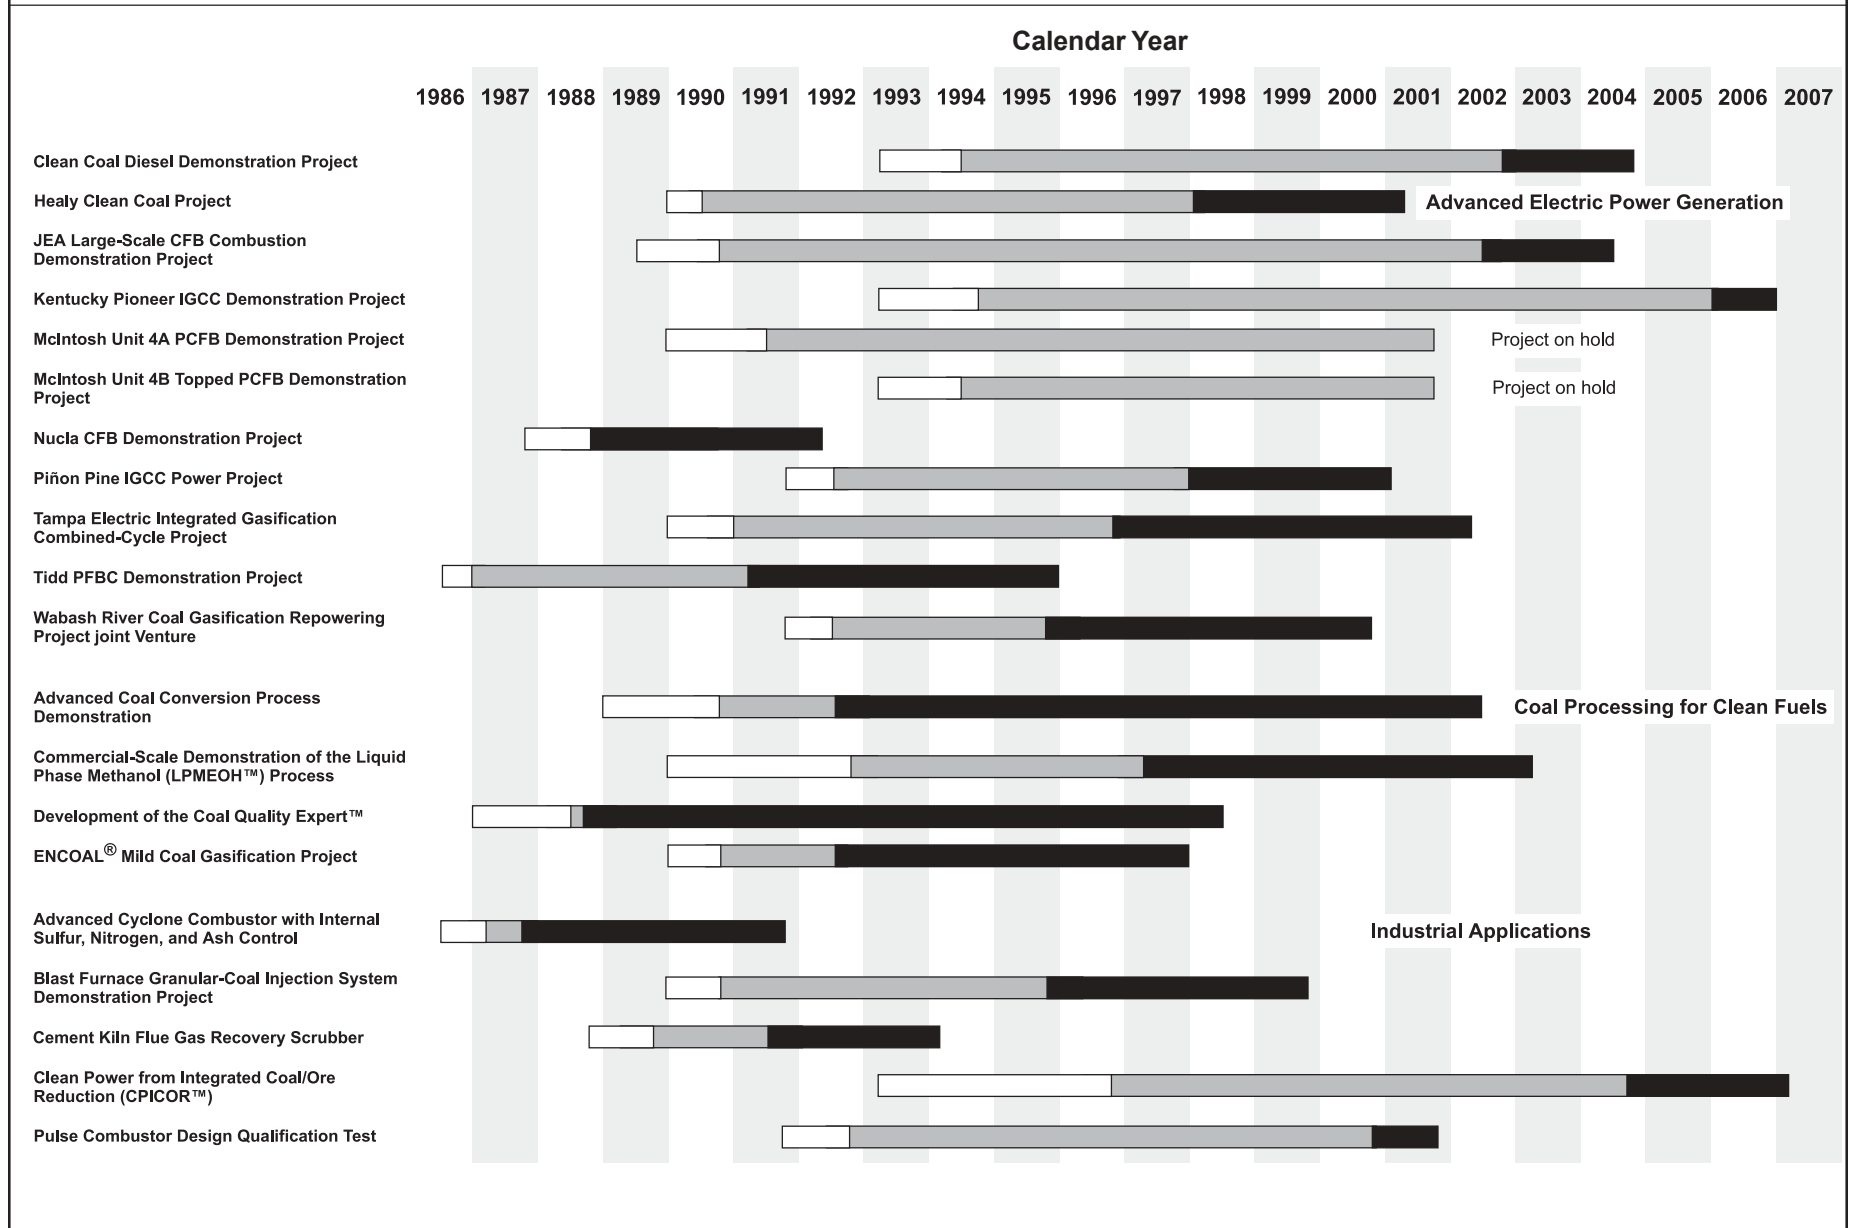 Calendar Year
1986 1987 1988 1989 1990 1991 1992 1993 1994 1995 1996 1997 1998 1999 2000 2001 2002 2003 2004 2005 2006 2007
Clean Coal Diesel Demonstration Project
Healy Clean Coal Project
Advanced Electric Power Generation
JEA Large-Scale CFB Combustion
Demonstration Project
Kentucky Pioneer IGCC Demonstration Project
McIntosh Unit 4A PCFB Demonstration Project
Project on hold
McIntosh Unit 4B Topped PCFB Demonstration
Project
Project on hold
Nucla CFB Demonstration Project
Piñon Pine IGCC Power Project
Tampa Electric Integrated Gasification
Combined-Cycle Project
Tidd PFBC Demonstration Project
Wabash River Coal Gasification Repowering
Project joint Venture
Advanced Coal Conversion Process
Demonstration
Coal Processing for Clean Fuels
Commercial-Scale Demonstration of the Liquid
Phase Methanol (LPMEOH™) Process
Development of the Coal Quality Expert™
ENCOAL® Mild Coal Gasification Project
Advanced Cyclone Combustor with Internal
Sulfur, Nitrogen, and Ash Control
Industrial Applications
Blast Furnace Granular-Coal Injection System
Demonstration Project
Cement Kiln Flue Gas Recovery Scrubber
Clean Power from Integrated Coal/Ore
Reduction (CPICOR™)
Pulse Combustor Design Qualification Test